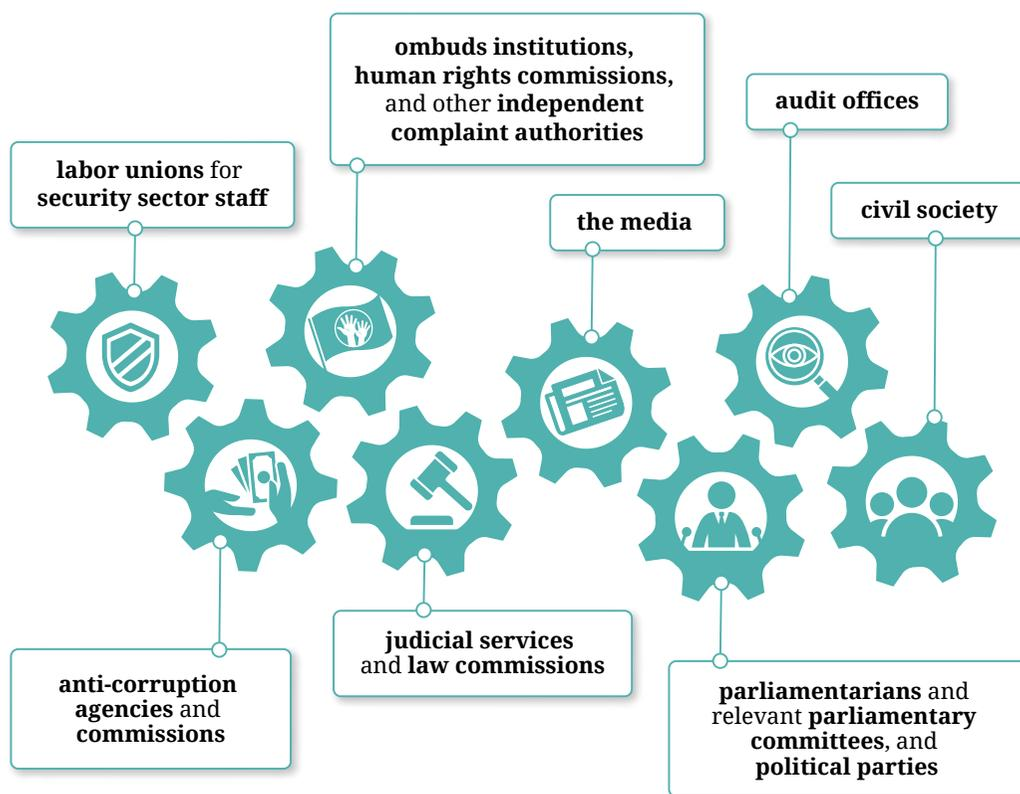 ombuds institutions,
human rights commissions,
and other independent
complaint authorities
audit offices
labor unions for
security sector staff
the media
civil society
judicial services
and law commissions
anti-corruption
agencies and
commissions
parliamentarians and
relevant parliamentary
committees, and
political parties